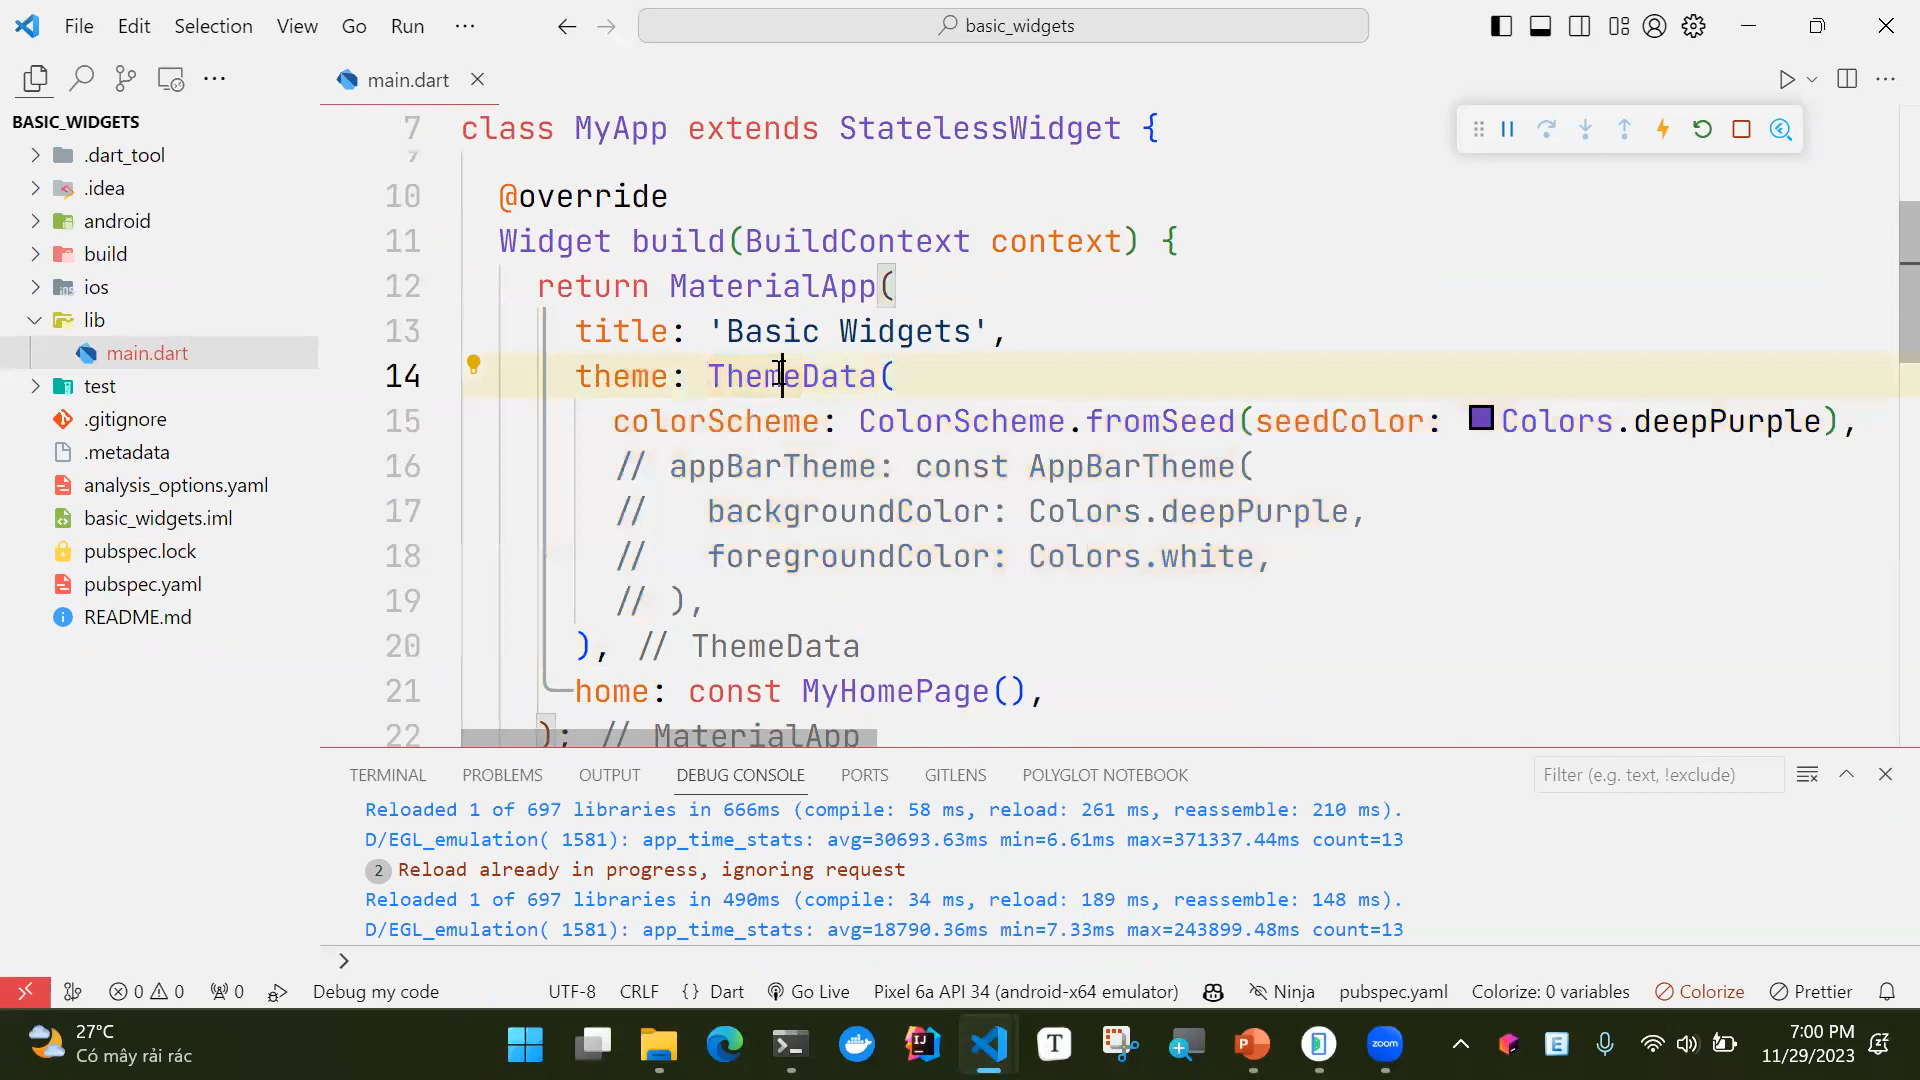 File Edit Selection View Go Run ··· basic_widgets
main.dart
BASIC_WIDGETS
.dart_tool
.idea
android
build
ios
lib
main.dart
test
.gitignore
.metadata
analysis_options.yaml
basic_widgets.iml
pubspec.lock
pubspec.yaml
README.md
7 class MyApp extends StatelessWidget {
9
10 @override
11 Widget build(BuildContext context) {
12 return MaterialApp(
13 title: 'Basic Widgets',
14 theme: ThemeData(
15 colorScheme: ColorScheme.fromSeed(seedColor: Colors.deepPurple),
16 // appBarTheme: const AppBarTheme(
17 //   backgroundColor: Colors.deepPurple,
18 //   foregroundColor: Colors.white,
19 // ),
20 ), // ThemeData
21 home: const MyHomePage(),
22 ); // MaterialApp
TERMINAL PROBLEMS OUTPUT DEBUG CONSOLE PORTS GITLENS POLYGLOT NOTEBOOK Filter (e.g. text, !exclude)
Reloaded 1 of 697 libraries in 666ms (compile: 58 ms, reload: 261 ms, reassemble: 210 ms).
D/EGL_emulation( 1581): app_time_stats: avg=30693.63ms min=6.61ms max=371337.44ms count=13
2 Reload already in progress, ignoring request
Reloaded 1 of 697 libraries in 490ms (compile: 34 ms, reload: 189 ms, reassemble: 148 ms).
D/EGL_emulation( 1581): app_time_stats: avg=18790.36ms min=7.33ms max=243899.48ms count=13
0 0 0 Debug my code UTF-8 CRLF {} Dart Go Live Pixel 6a API 34 (android-x64 emulator) Ninja pubspec.yaml Colorize: 0 variables Colorize Prettier
27°C
Có mây rải rác
7:00 PM
11/29/2023